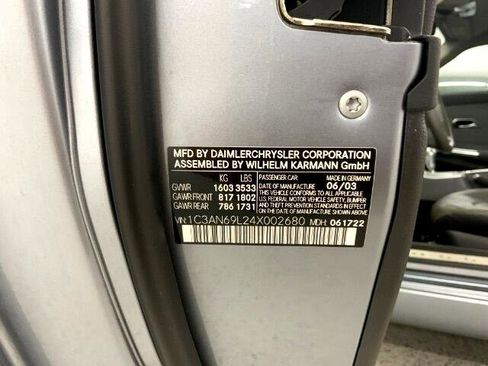 MFD BY DAIMLERCHRYSLER CORPORATION
ASSEMBLED BY WILHELM KARMANN GmbH
KG LBS PASSENGER CAR MADE IN GERMANY
GVWR 1603 3533 DATE OF MANUFACTURE 06/03
GAWR FRONT 817 1802 THIS VEHICLE CONFORMS TO ALL APPLICABLE
GAWR REAR 786 1731 U.S. FEDERAL MOTOR VEHICLE SAFETY, BUMPER
AND THEFT PREVENTION STANDARDS IN EFFECT
ON THE DATE OF MANUFACTURE SHOWN ABOVE.
VIN: 1C3AN69L24X002680 MDH: 061722